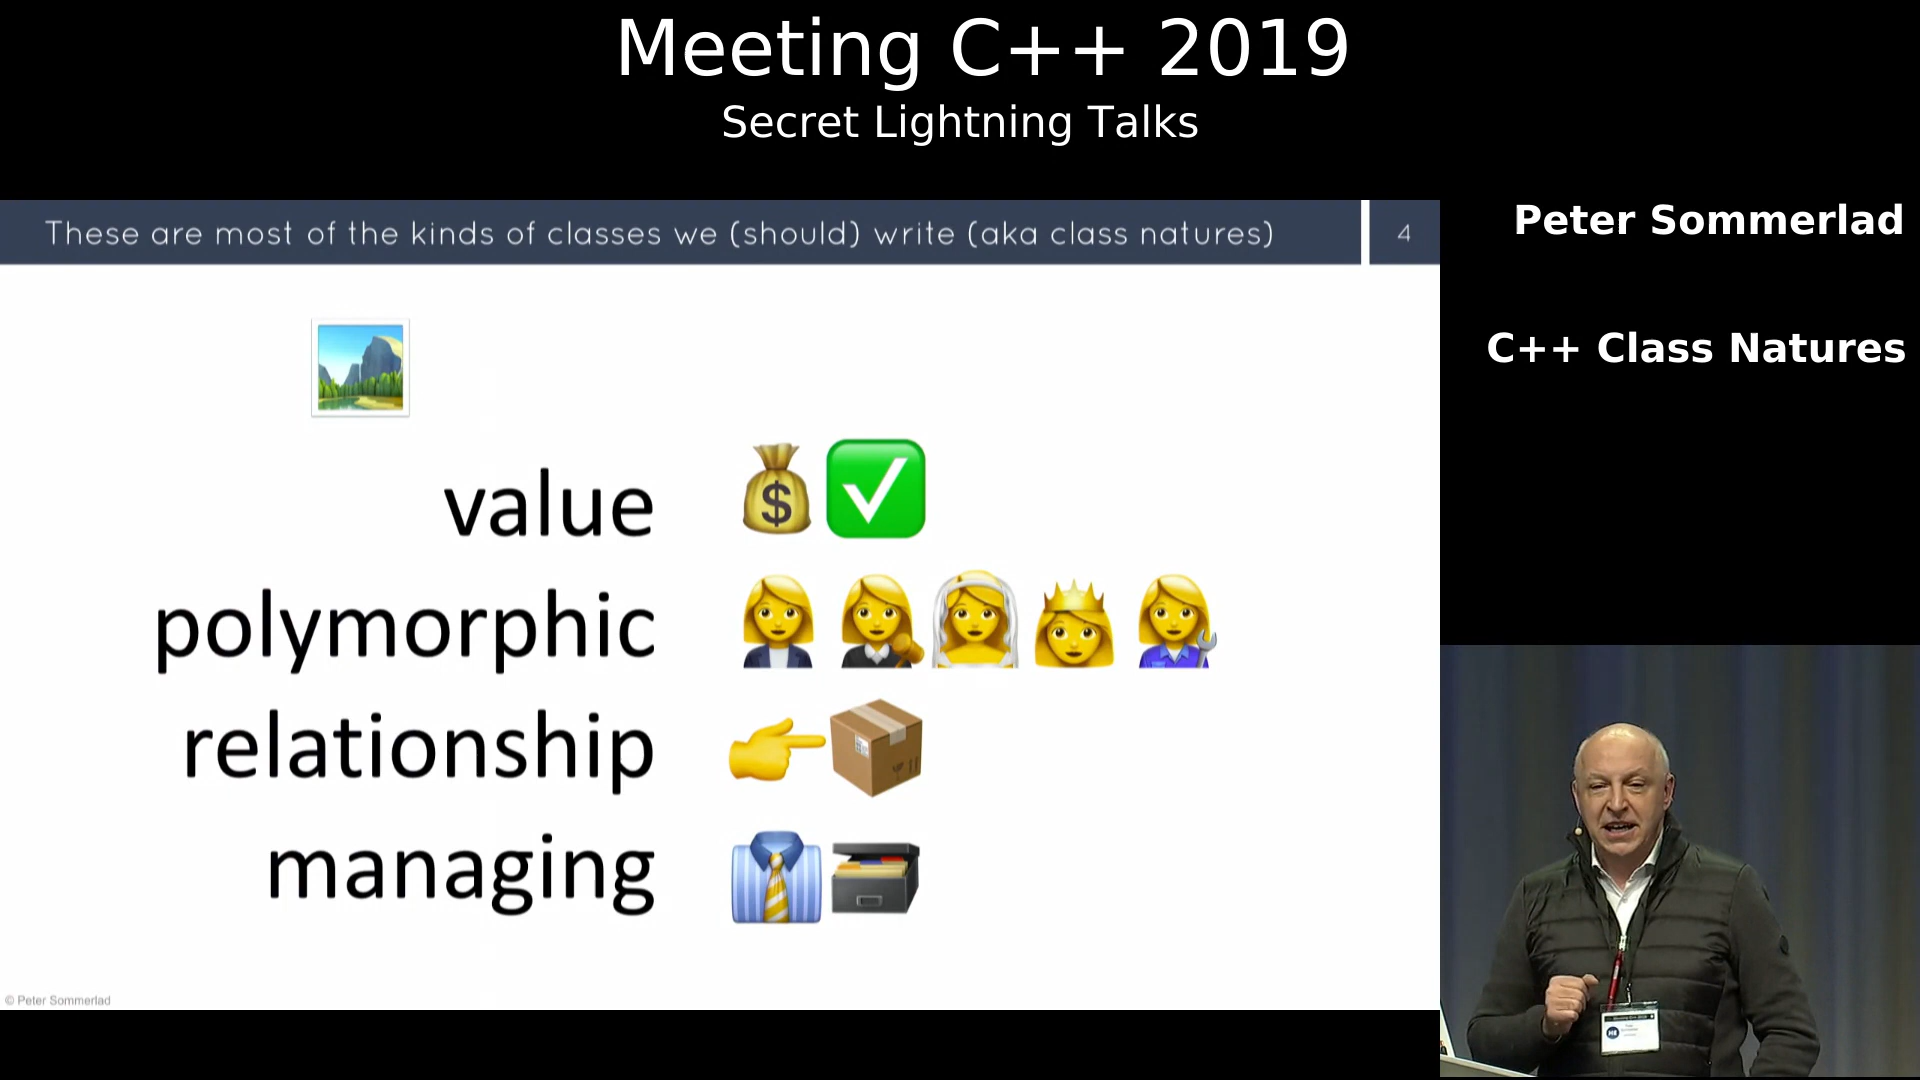 Meeting C++ 2019
Secret Lightning Talks
These are most of the kinds of classes we (should) write (aka class natures)
4
Peter Sommerlad
C++ Class Natures
$
value
polymorphic
relationship
managing
© Peter Sommerlad